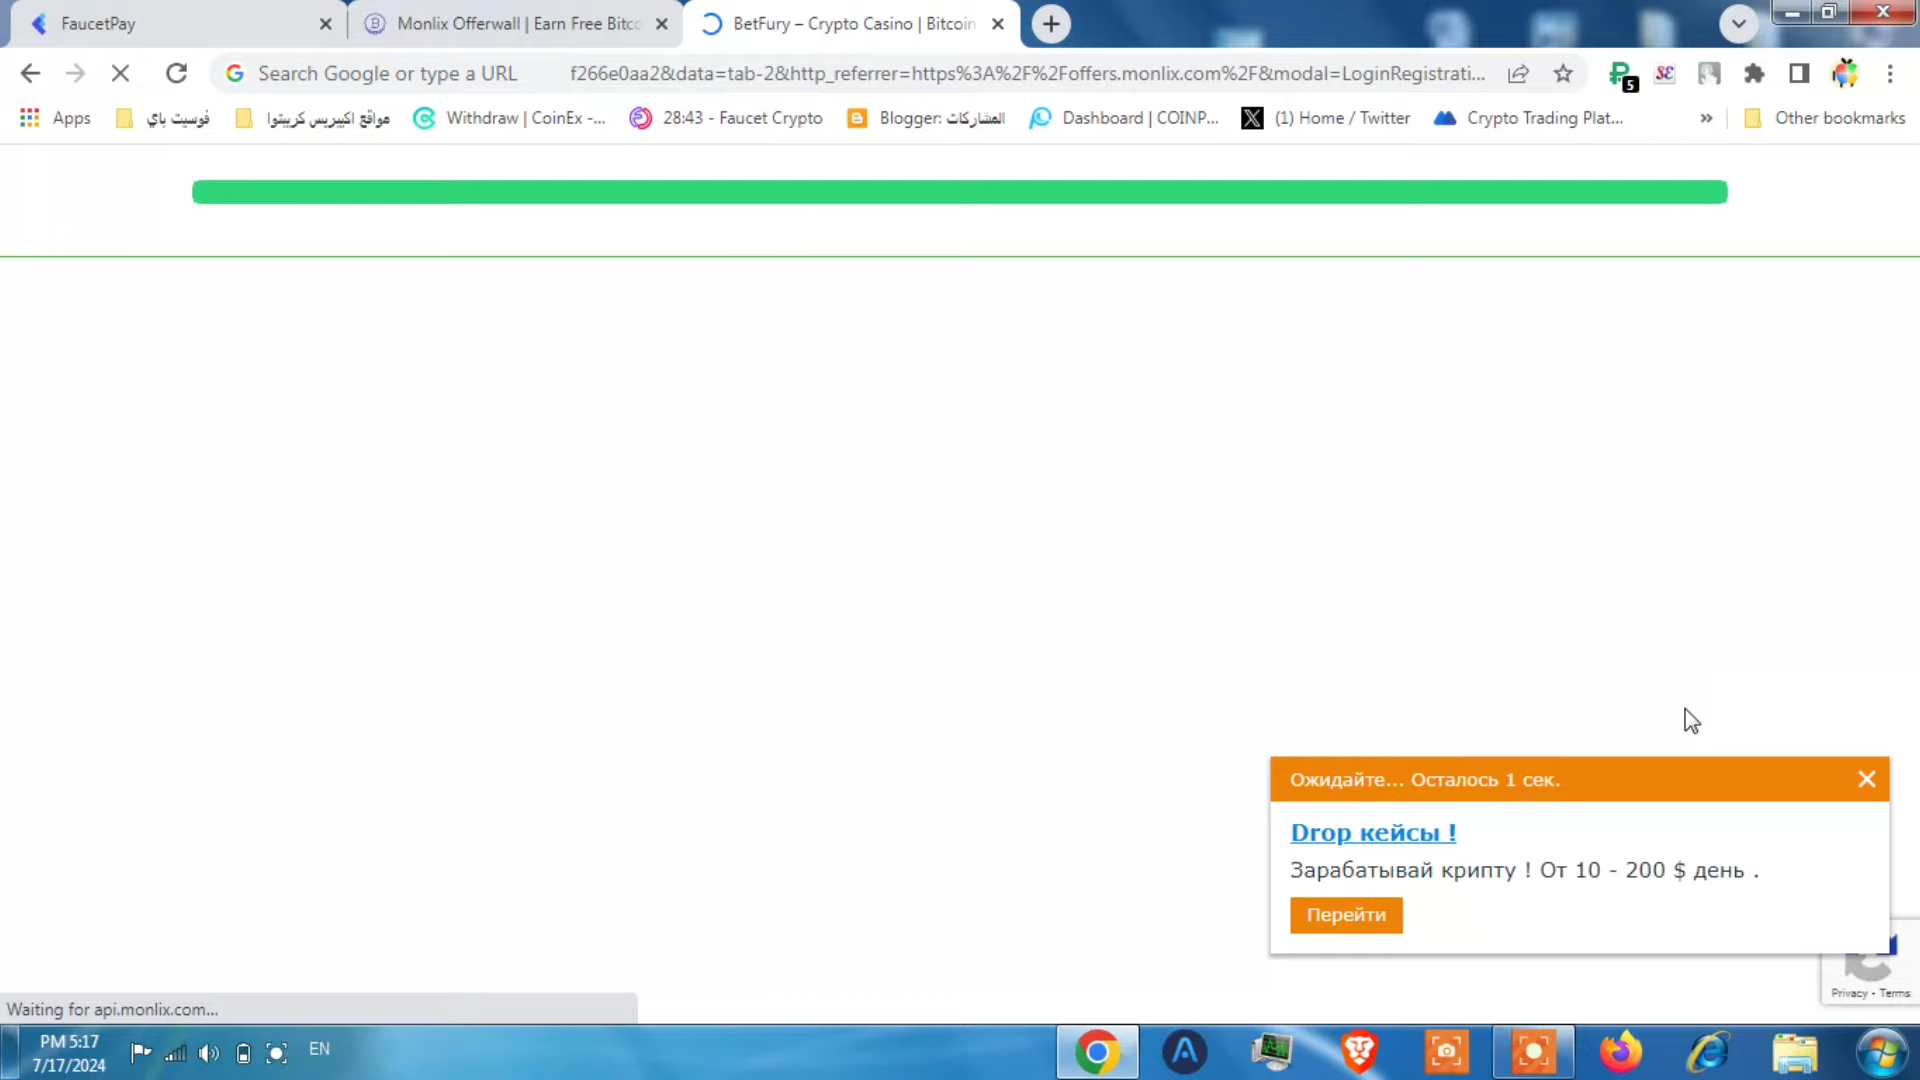 FaucetPay
Monlix Offerwall | Earn Free Bitco
BetFury – Crypto Casino | Bitcoin
Search Google or type a URL
f266e0aa2&data=tab-2&http_referrer=https%3A%2F%2Foffers.monlix.com%2F&modal=LoginRegistrati...
5
Apps
فوسيت باي
مواقع اكبيريس كريبتوا
Withdraw | CoinEx -...
28:43 - Faucet Crypto
Blogger: المشاركات
Dashboard | COINP...
(1) Home / Twitter
Crypto Trading Plat...
»
Other bookmarks
Ожидайте... Осталось 1 сек.
Drop кейсы !
Зарабатывай крипту ! От 10 - 200 $ день .
Перейти
Privacy - Terms
Waiting for api.monlix.com...
PM 5:17
7/17/2024
EN